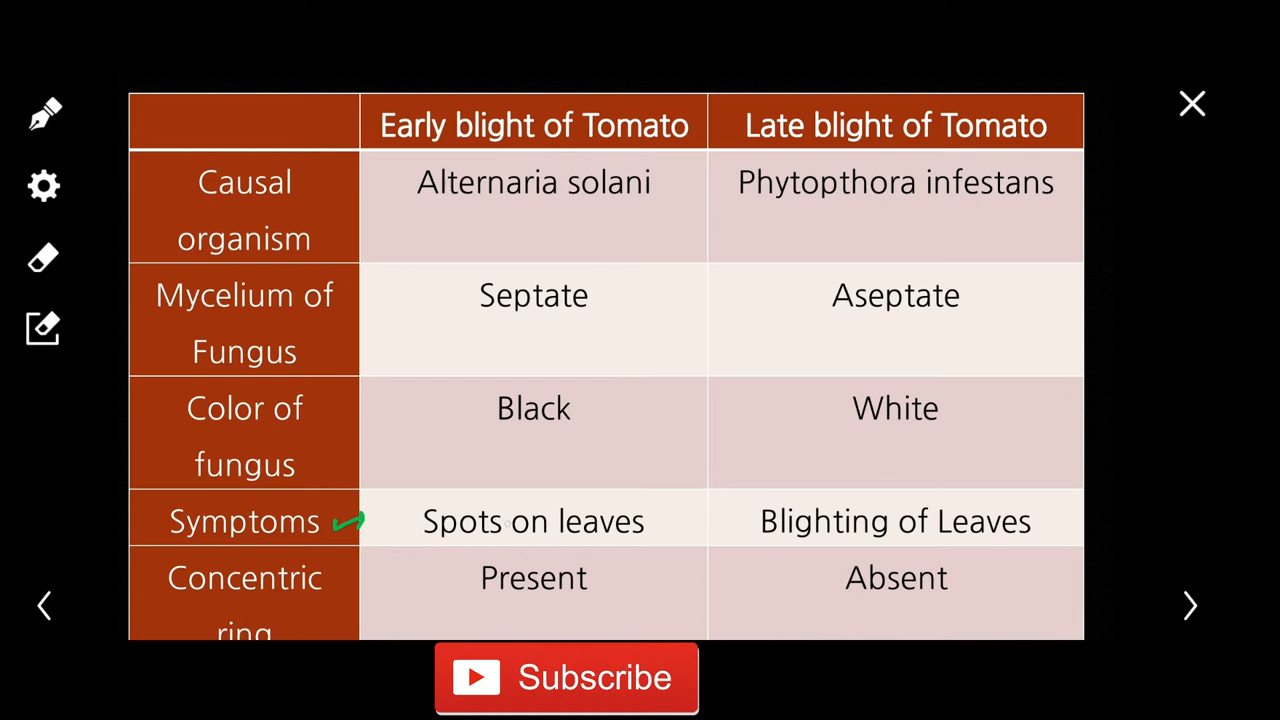 Early blight of Tomato
Late blight of Tomato
Causal
organism
Alternaria solani
Phytopthora infestans
Mycelium of
Fungus
Septate
Aseptate
Color of
fungus
Black
White
Symptoms
Spots on leaves
Blighting of Leaves
Concentric
ring
Present
Absent
Subscribe